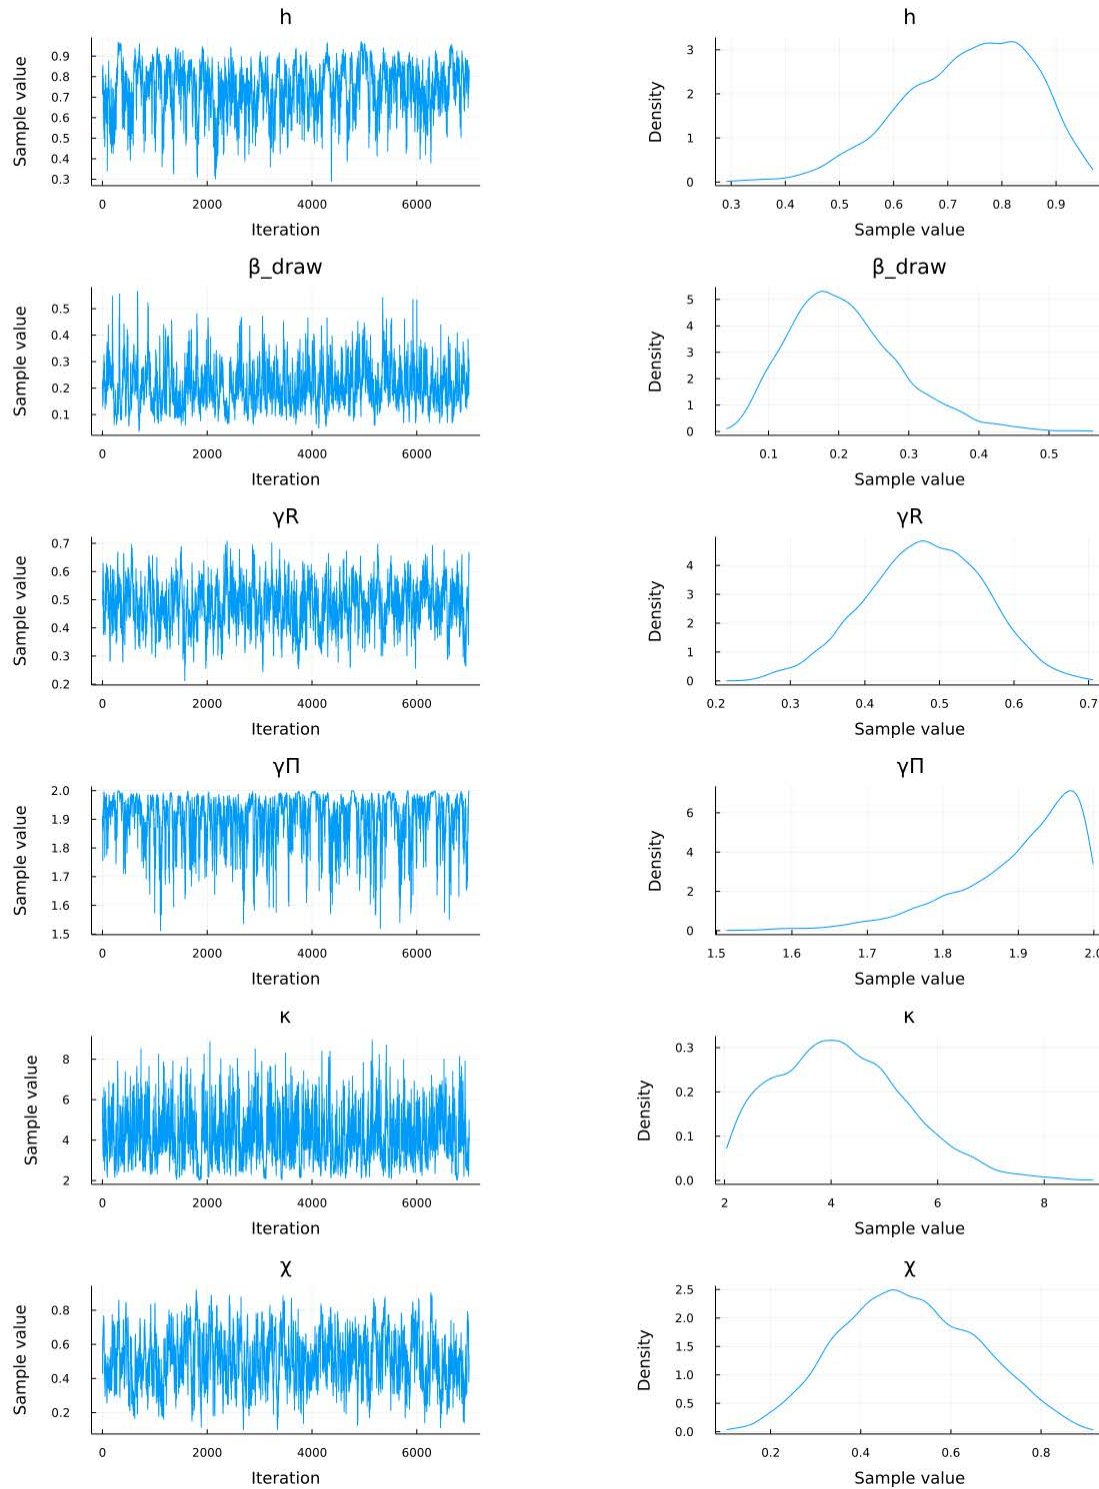 h
Sample value
0.9
0.8
0.7
0.6
0.5
0.4
0.3
0 2000 4000 6000
Iteration
h
Density
3
2
1
0
0.3 0.4 0.5 0.6 0.7 0.8 0.9
Sample value
β_draw
Sample value
0.5
0.4
0.3
0.2
0.1
0 2000 4000 6000
Iteration
β_draw
Density
5
4
3
2
1
0
0.1 0.2 0.3 0.4 0.5
Sample value
γR
Sample value
0.7
0.6
0.5
0.4
0.3
0.2
0 2000 4000 6000
Iteration
γR
Density
4
3
2
1
0
0.2 0.3 0.4 0.5 0.6 0.7
Sample value
γΠ
Sample value
2.0
1.9
1.8
1.7
1.6
1.5
0 2000 4000 6000
Iteration
γΠ
Density
6
4
2
0
1.5 1.6 1.7 1.8 1.9 2.0
Sample value
κ
Sample value
8
6
4
2
0 2000 4000 6000
Iteration
κ
Density
0.3
0.2
0.1
0.0
2 4 6 8
Sample value
χ
Sample value
0.8
0.6
0.4
0.2
0 2000 4000 6000
Iteration
χ
Density
2.5
2.0
1.5
1.0
0.5
0.0
0.2 0.4 0.6 0.8
Sample value